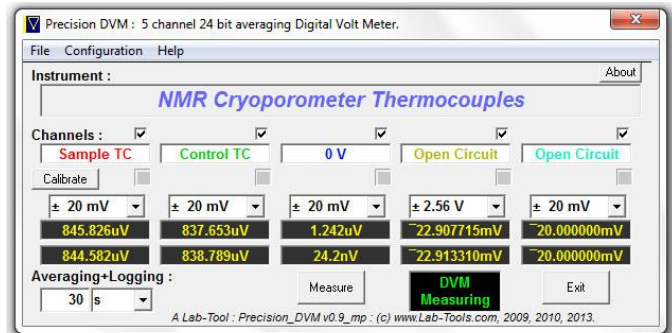 Precision DVM : 5 channel 24 bit averaging Digital Volt Meter.
File Configuration Help
Instrument : About
NMR Cryoporometer Thermocouples
Channels :
Sample TC Control TC 0 V Open Circuit Open Circuit
Calibrate
± 20 mV ± 20 mV ± 20 mV ± 2.56 V ± 20 mV
845.826uV 837.653uV 1.242uV ¯22.907715mV ¯20.000000mV
844.582uV 838.789uV 24.2nV ¯22.913310mV ¯20.000000mV
Averaging+Logging :
30 s Measure DVM Measuring Exit
A Lab-Tool : Precision_DVM v0.9_mp : (c) www.Lab-Tools.com, 2009, 2010, 2013.